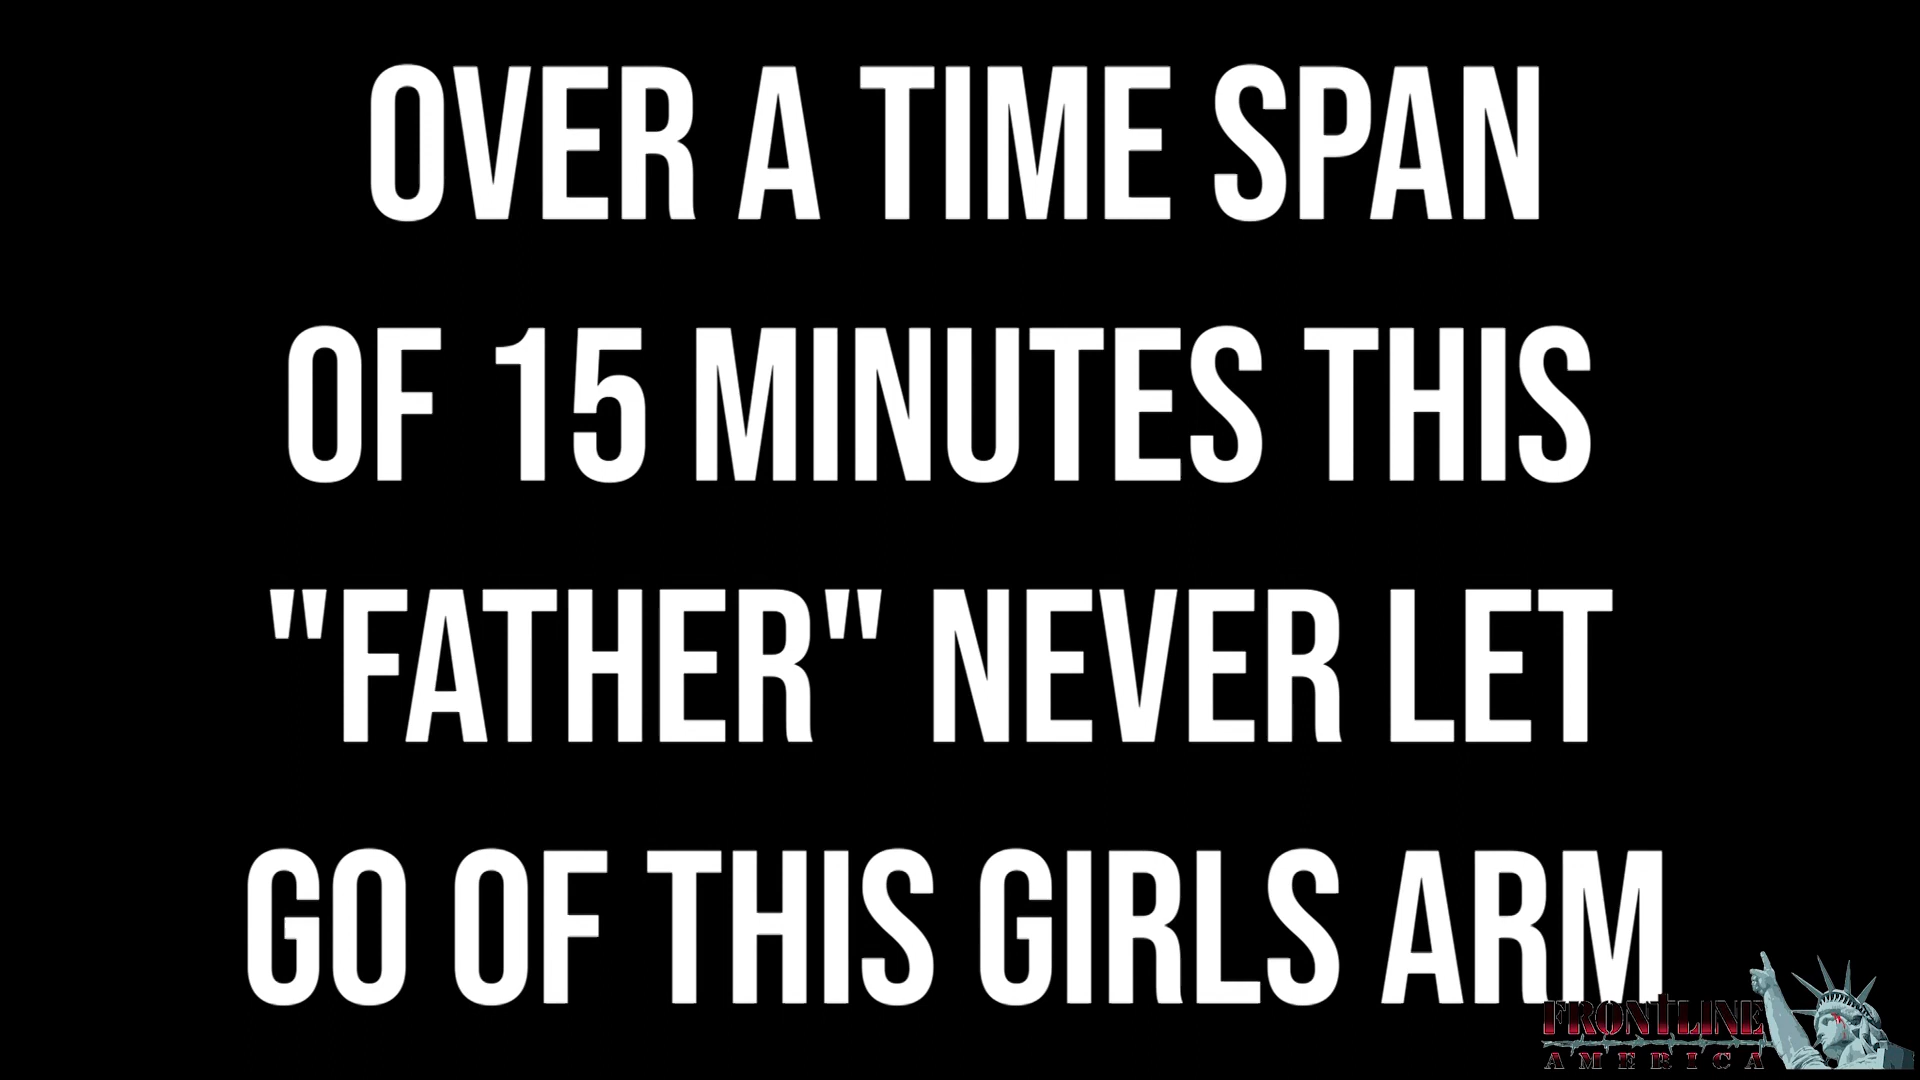 OVER A TIME SPAN
OF 15 MINUTES THIS
"FATHER" NEVER LET
GO OF THIS GIRLS ARM
FRONTLINE
AMERICA